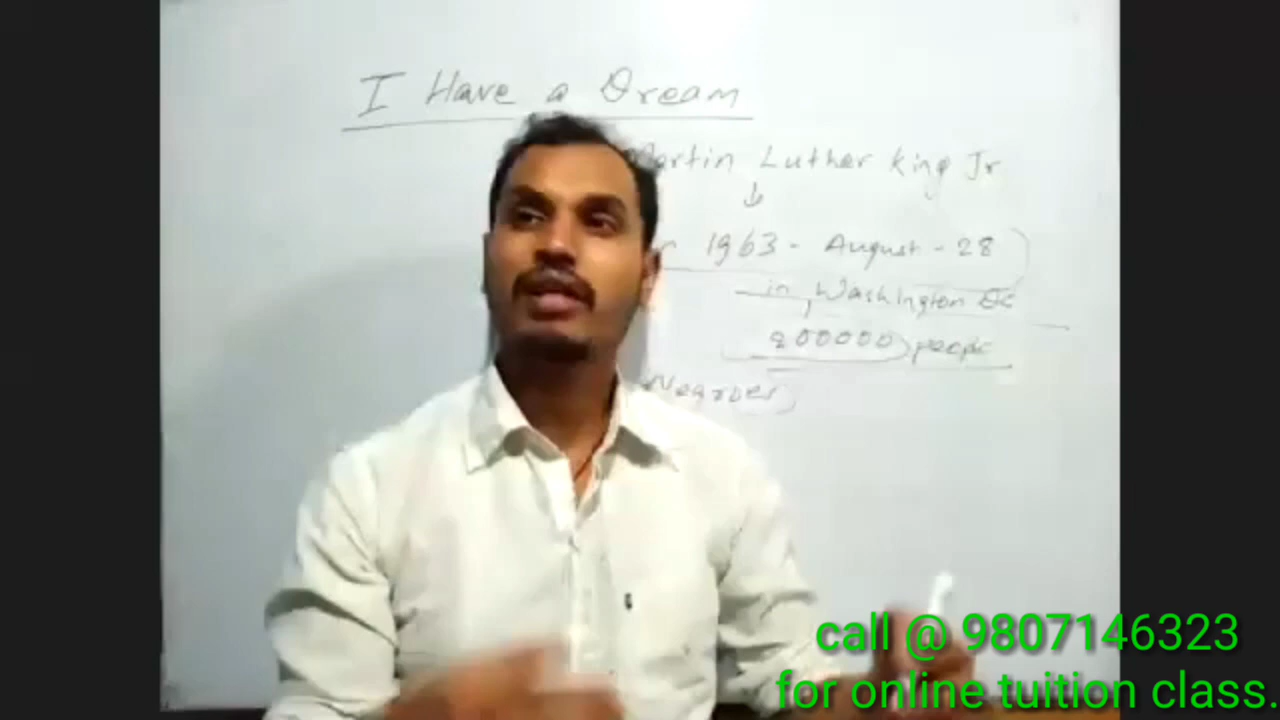 I Have a Dream
Martin Luther king Jr
1963 - August - 28
in Washington DC
200000 people
call @ 9807146323
for online tuition class.